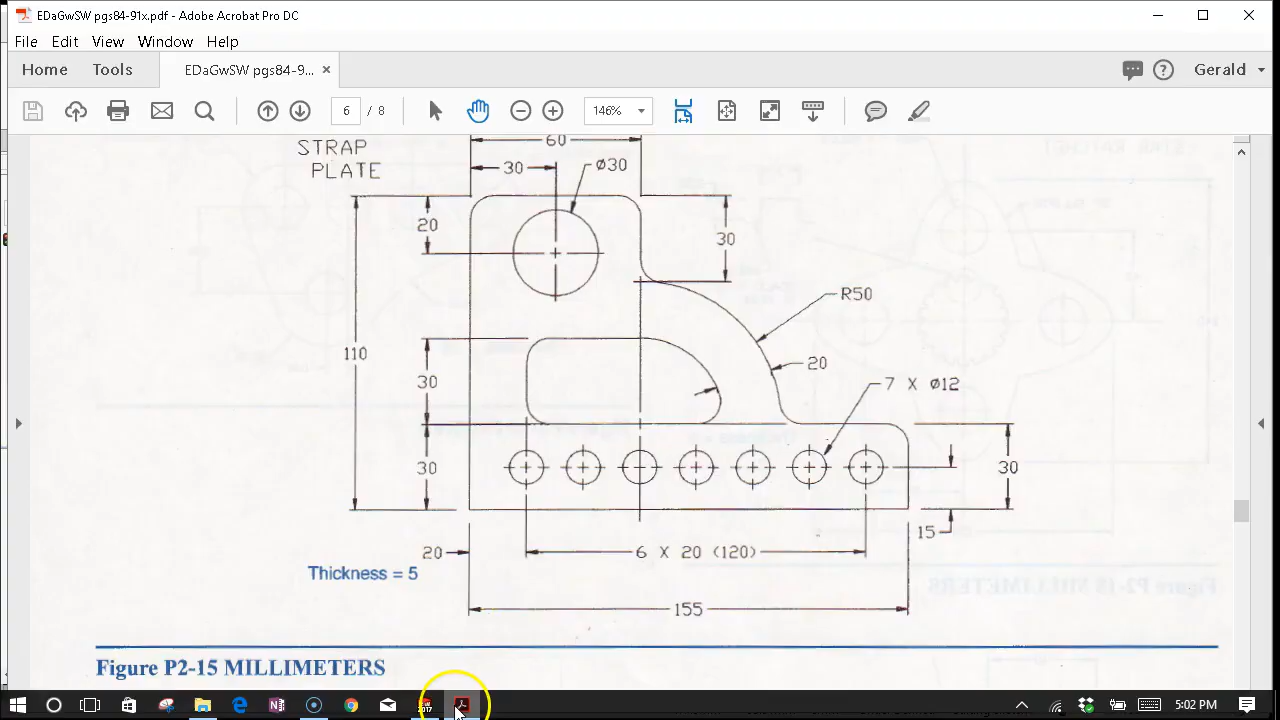 EDaGwSW pgs84-91x.pdf - Adobe Acrobat Pro DC
File Edit View Window Help
Home Tools EDaGwSW pgs84-9... × Gerald
6 / 8 146%
STRAP
PLATE
60
30 Ø30
20 30
R50
110 30 20
7 X Ø12
30 30
15
20 6 X 20 (120)
Thickness = 5
155
Figure P2-15 MILLIMETERS
5:02 PM